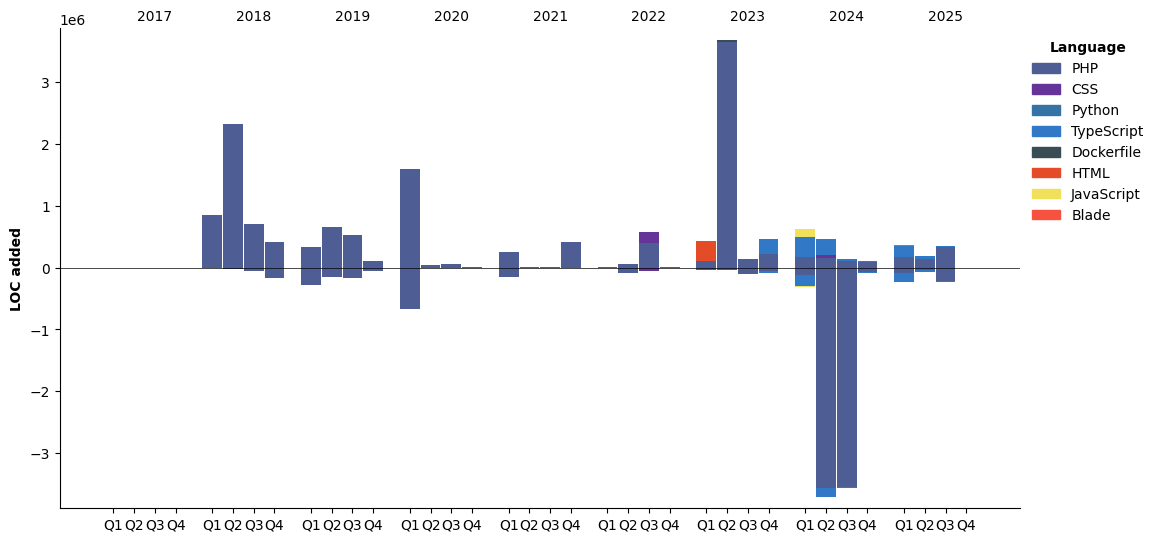 2017 2018 2019 2020 2021 2022 2023 2024 2025
1e6
3
2
1
0
−1
−2
−3
LOC added
Q1 Q2 Q3 Q4 Q1 Q2 Q3 Q4 Q1 Q2 Q3 Q4 Q1 Q2 Q3 Q4 Q1 Q2 Q3 Q4 Q1 Q2 Q3 Q4 Q1 Q2 Q3 Q4 Q1 Q2 Q3 Q4 Q1 Q2 Q3 Q4
Language
PHP
CSS
Python
TypeScript
Dockerfile
HTML
JavaScript
Blade